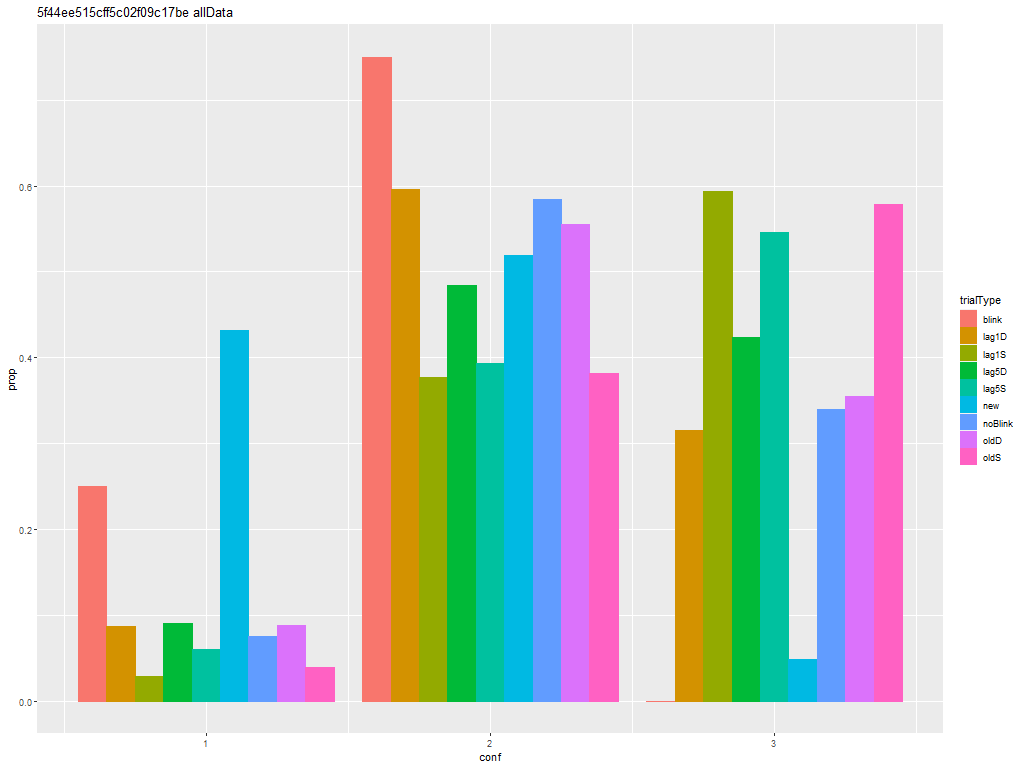 5f44ee515cff5c02f09c17be allData
prop
0.6
0.4
0.2
0.0
1 2 3
conf
trialType
blink
lag1D
lag1S
lag5D
lag5S
new
noBlink
oldD
oldS